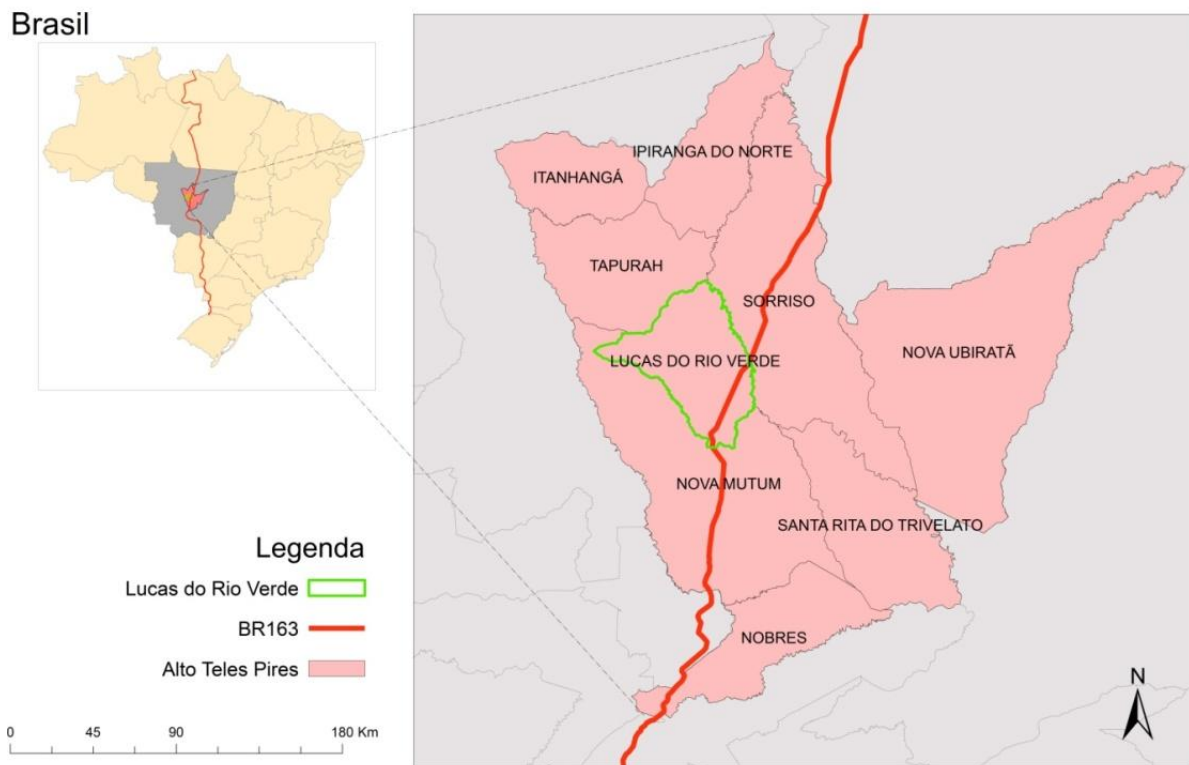 Brasil
IPIRANGA DO NORTE
ITANHANGÁ
TAPURAH
SORRISO
LUCAS DO RIO VERDE
NOVA UBIRATÃ
NOVA MUTUM
SANTA RITA DO TRIVELATO
NOBRES
Legenda
Lucas do Rio Verde
BR163
Alto Teles Pires
0 45 90 180 Km
N